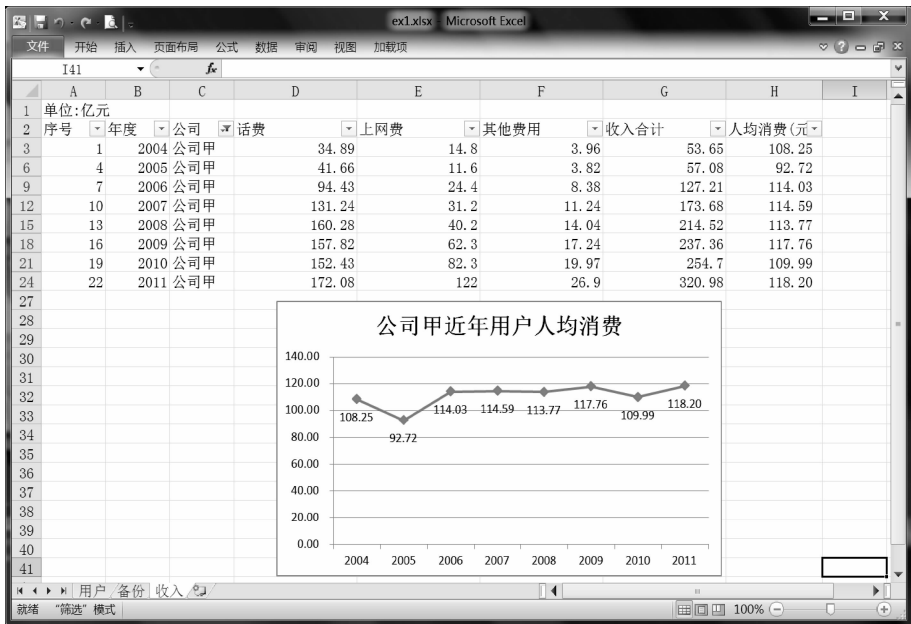 ex1.xlsx - Microsoft Excel
文件 开始 插入 页面布局 公式 数据 审阅 视图 加载项
I41 fx
A B C D E F G H I
1 单位:亿元
2 序号 年度 公司 话费 上网费 其他费用 收入合计 人均消费(元
3 1 2004 公司甲 34.89 14.8 3.96 53.65 108.25
6 4 2005 公司甲 41.66 11.6 3.82 57.08 92.72
9 7 2006 公司甲 94.43 24.4 8.38 127.21 114.03
12 10 2007 公司甲 131.24 31.2 11.24 173.68 114.59
15 13 2008 公司甲 160.28 40.2 14.04 214.52 113.77
18 16 2009 公司甲 157.82 62.3 17.24 237.36 117.76
21 19 2010 公司甲 152.43 82.3 19.97 254.7 109.99
24 22 2011 公司甲 172.08 122 26.9 320.98 118.20
27
28
29
30
31
32
33
34
35
36
37
38
39
40
41
公司甲近年用户人均消费
140.00
120.00
100.00
80.00
60.00
40.00
20.00
0.00
108.25 92.72 114.03 114.59 113.77 117.76 109.99 118.20
2004 2005 2006 2007 2008 2009 2010 2011
用户 备份 收入
就绪 “筛选”模式 100%